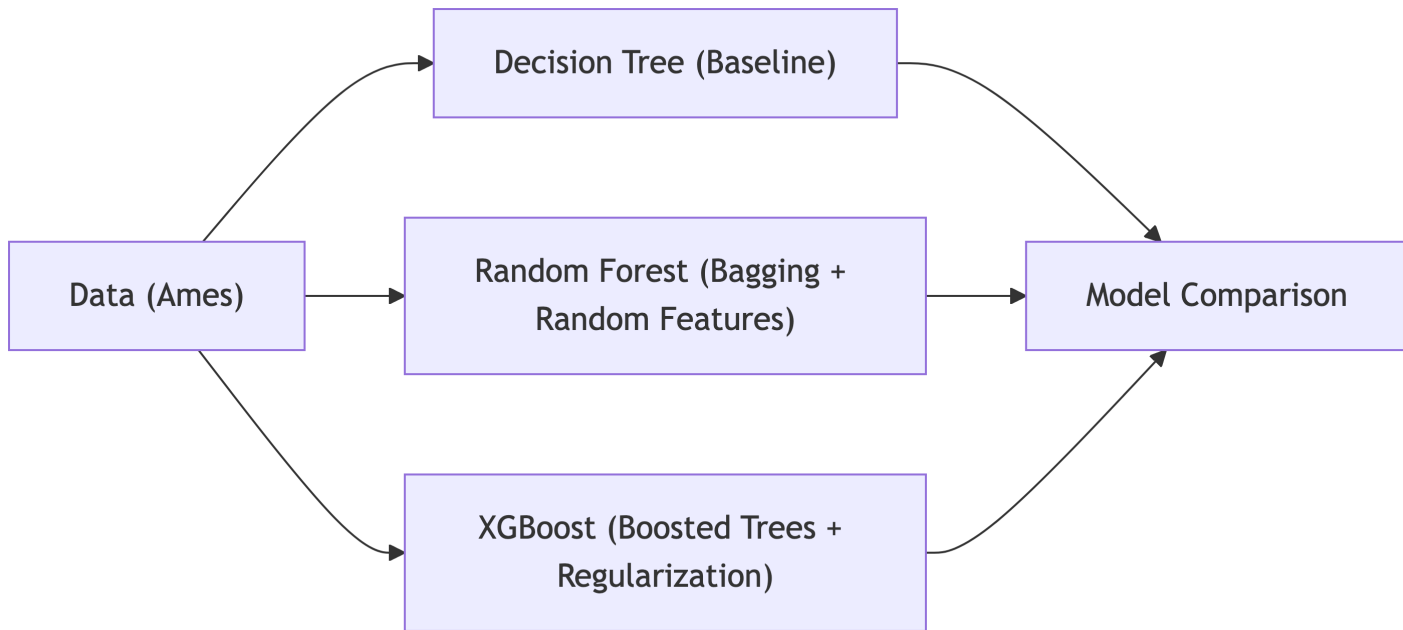 Decision Tree (Baseline)
Data (Ames)
Random Forest (Bagging +
Random Features)
Model Comparison
XGBoost (Boosted Trees +
Regularization)